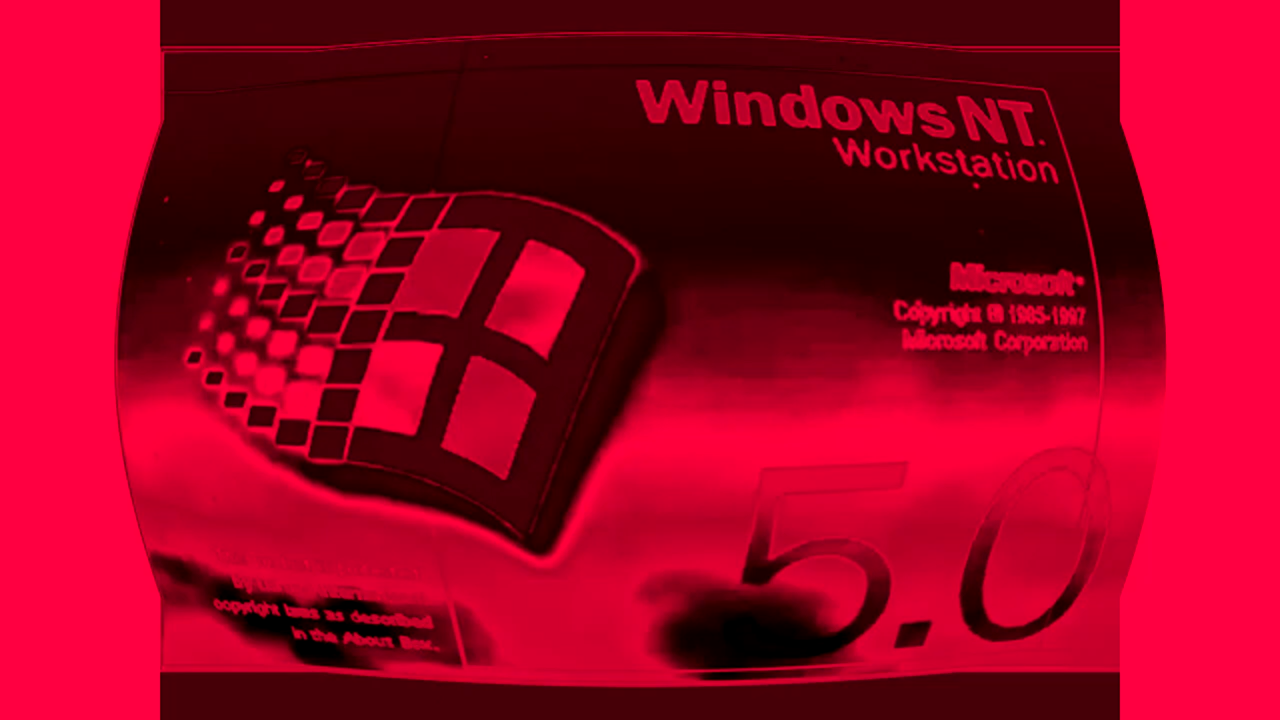 Windows NT.
Workstation
Microsoft®
Copyright © 1985-1997
Microsoft Corporation
5.0
copyright laws as described
in the About Box.